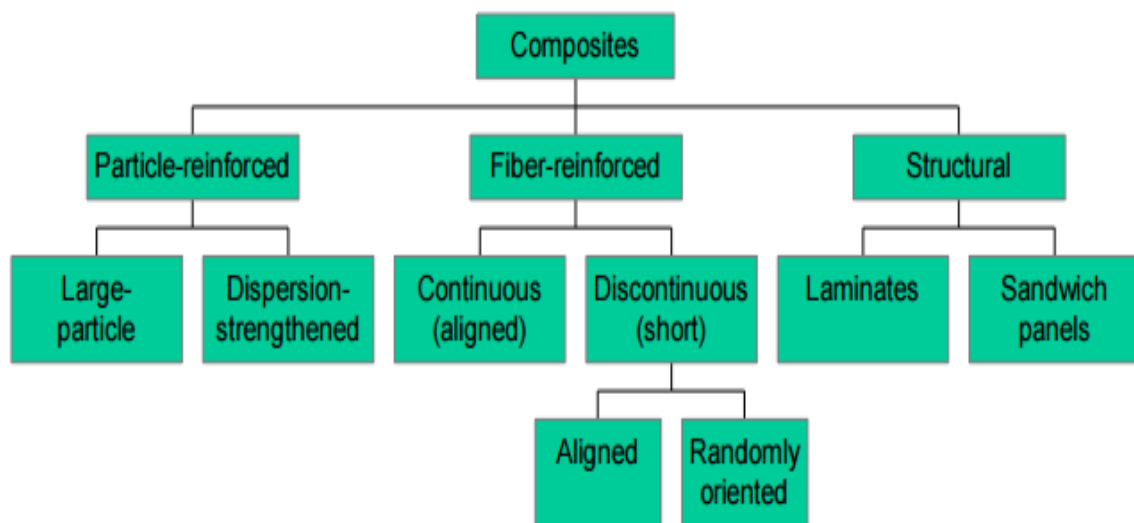 Composites
Particle-reinforced
Fiber-reinforced
Structural
Large-
particle
Dispersion-
strengthened
Continuous
(aligned)
Discontinuous
(short)
Laminates
Sandwich
panels
Aligned
Randomly
oriented